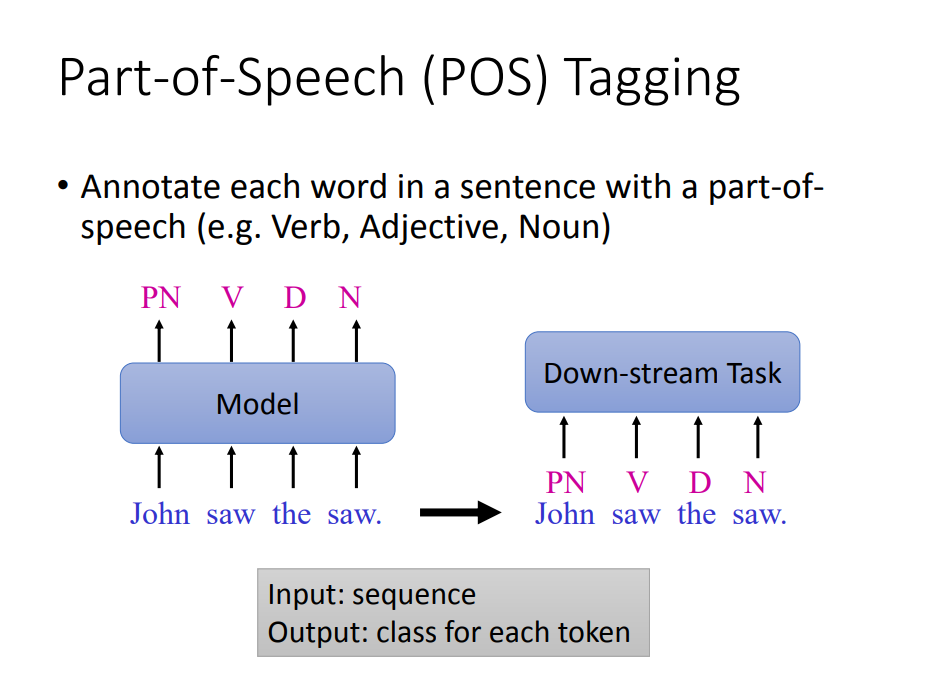 Part-of-Speech (POS) Tagging
• Annotate each word in a sentence with a part-of-
speech (e.g. Verb, Adjective, Noun)
PN V D N
Model
John saw the saw.
Down-stream Task
PN V D N
John saw the saw.
Input: sequence
Output: class for each token